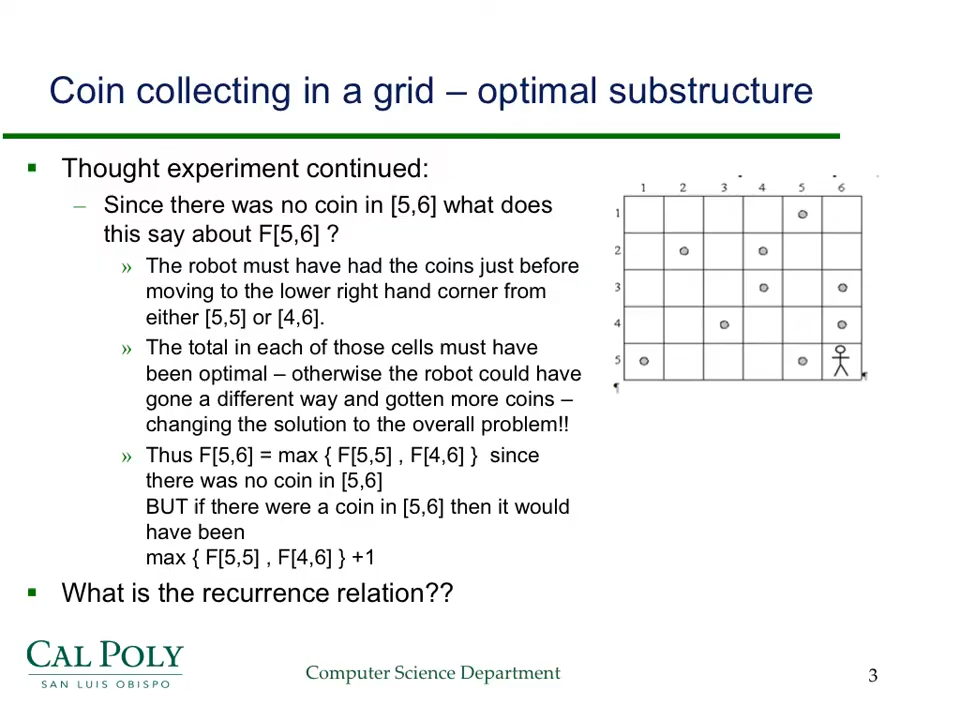 Coin collecting in a grid – optimal substructure
▪ Thought experiment continued:
– Since there was no coin in [5,6] what does
this say about F[5,6] ?
» The robot must have had the coins just before
moving to the lower right hand corner from
either [5,5] or [4,6].
» The total in each of those cells must have
been optimal – otherwise the robot could have
gone a different way and gotten more coins –
changing the solution to the overall problem!!
» Thus F[5,6] = max { F[5,5] , F[4,6] } since
there was no coin in [5,6]
BUT if there were a coin in [5,6] then it would
have been
max { F[5,5] , F[4,6] } +1
▪ What is the recurrence relation??
1 2 3 4 5 6
1
2
3
4
5
¶ ¶
CAL POLY
SAN LUIS OBISPO
Computer Science Department
3